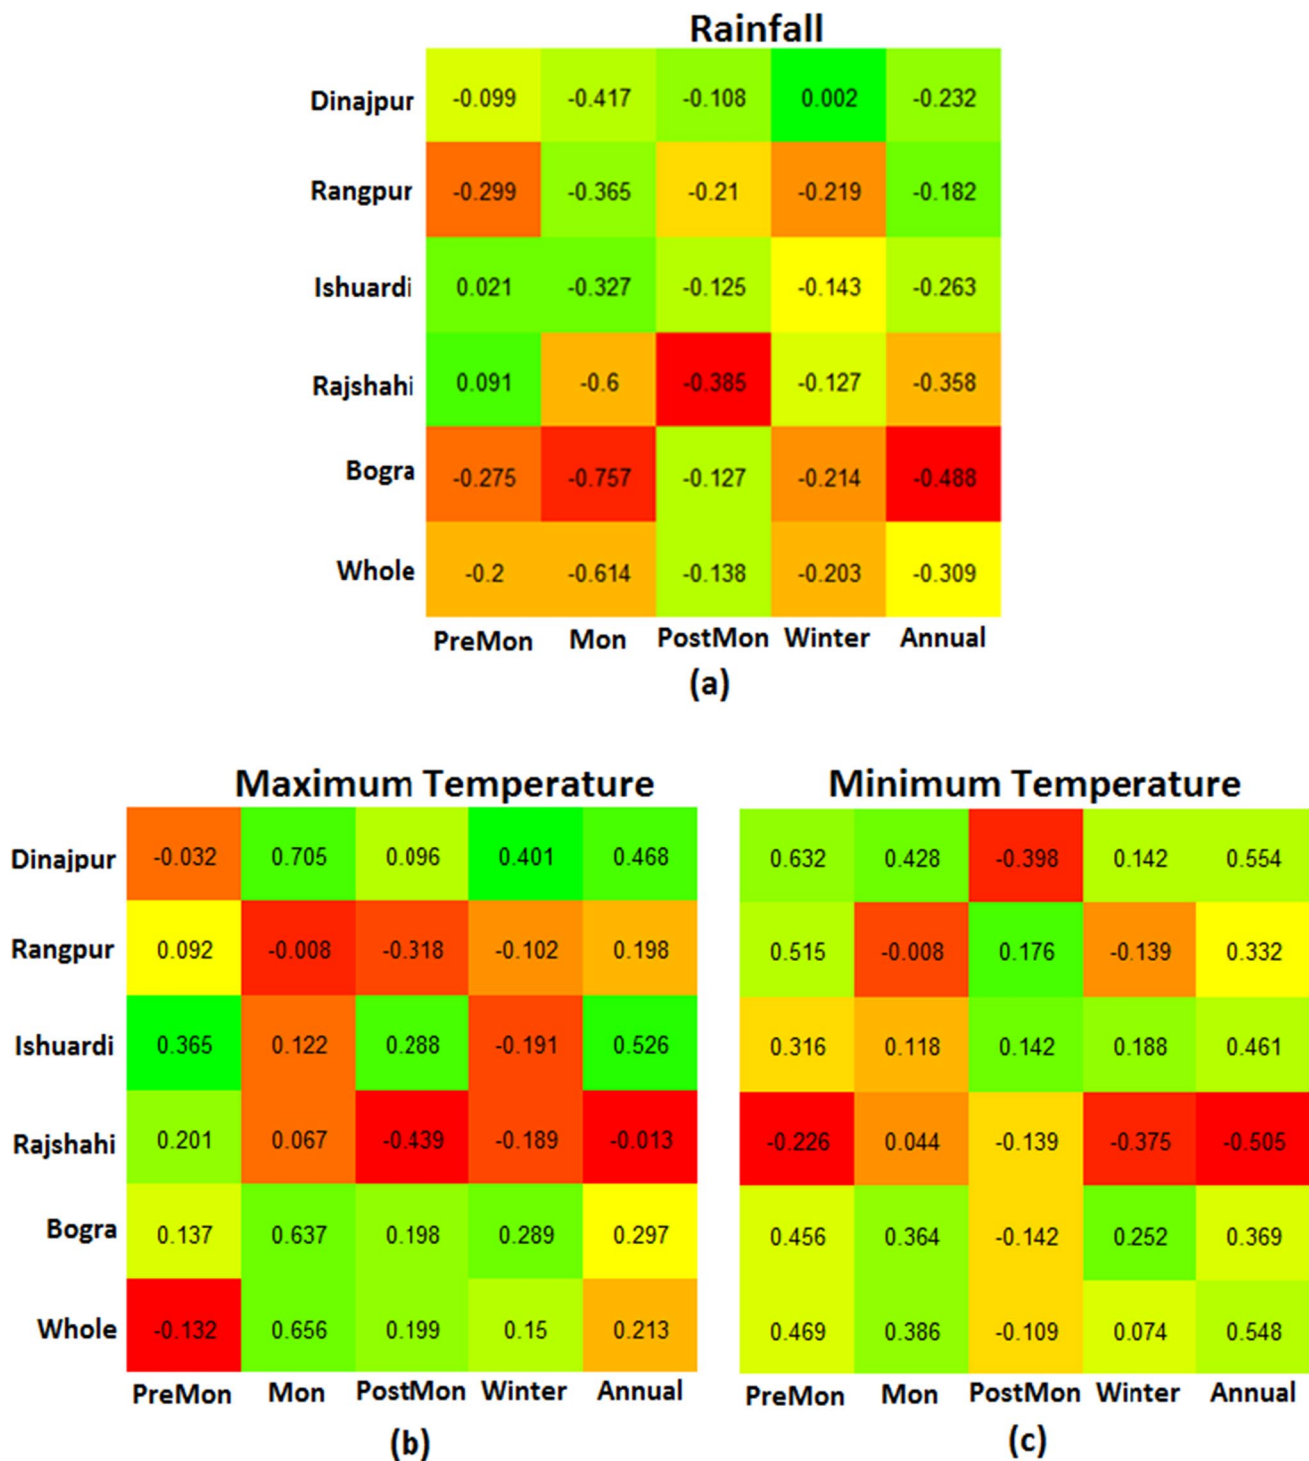 Rainfall
Dinajpur -0.099 -0.417 -0.108 0.002 -0.232
Rangpur -0.299 -0.365 -0.21 -0.219 -0.182
Ishuardi 0.021 -0.327 -0.125 -0.143 -0.263
Rajshahi 0.091 -0.6 -0.385 -0.127 -0.358
Bogra -0.275 -0.757 -0.127 -0.214 -0.488
Whole -0.2 -0.614 -0.138 -0.203 -0.309
PreMon Mon PostMon Winter Annual
(a)
Maximum Temperature
Dinajpur -0.032 0.705 0.096 0.401 0.468
Rangpur 0.092 -0.008 -0.318 -0.102 0.198
Ishuardi 0.365 0.122 0.288 -0.191 0.526
Rajshahi 0.201 0.067 -0.439 -0.189 -0.013
Bogra 0.137 0.637 0.198 0.289 0.297
Whole -0.132 0.656 0.199 0.15 0.213
PreMon Mon PostMon Winter Annual
(b)
Minimum Temperature
0.632 0.428 -0.398 0.142 0.554
0.515 -0.008 0.176 -0.139 0.332
0.316 0.118 0.142 0.188 0.461
-0.226 0.044 -0.139 -0.375 -0.505
0.456 0.364 -0.142 0.252 0.369
0.469 0.386 -0.109 0.074 0.548
PreMon Mon PostMon Winter Annual
(c)